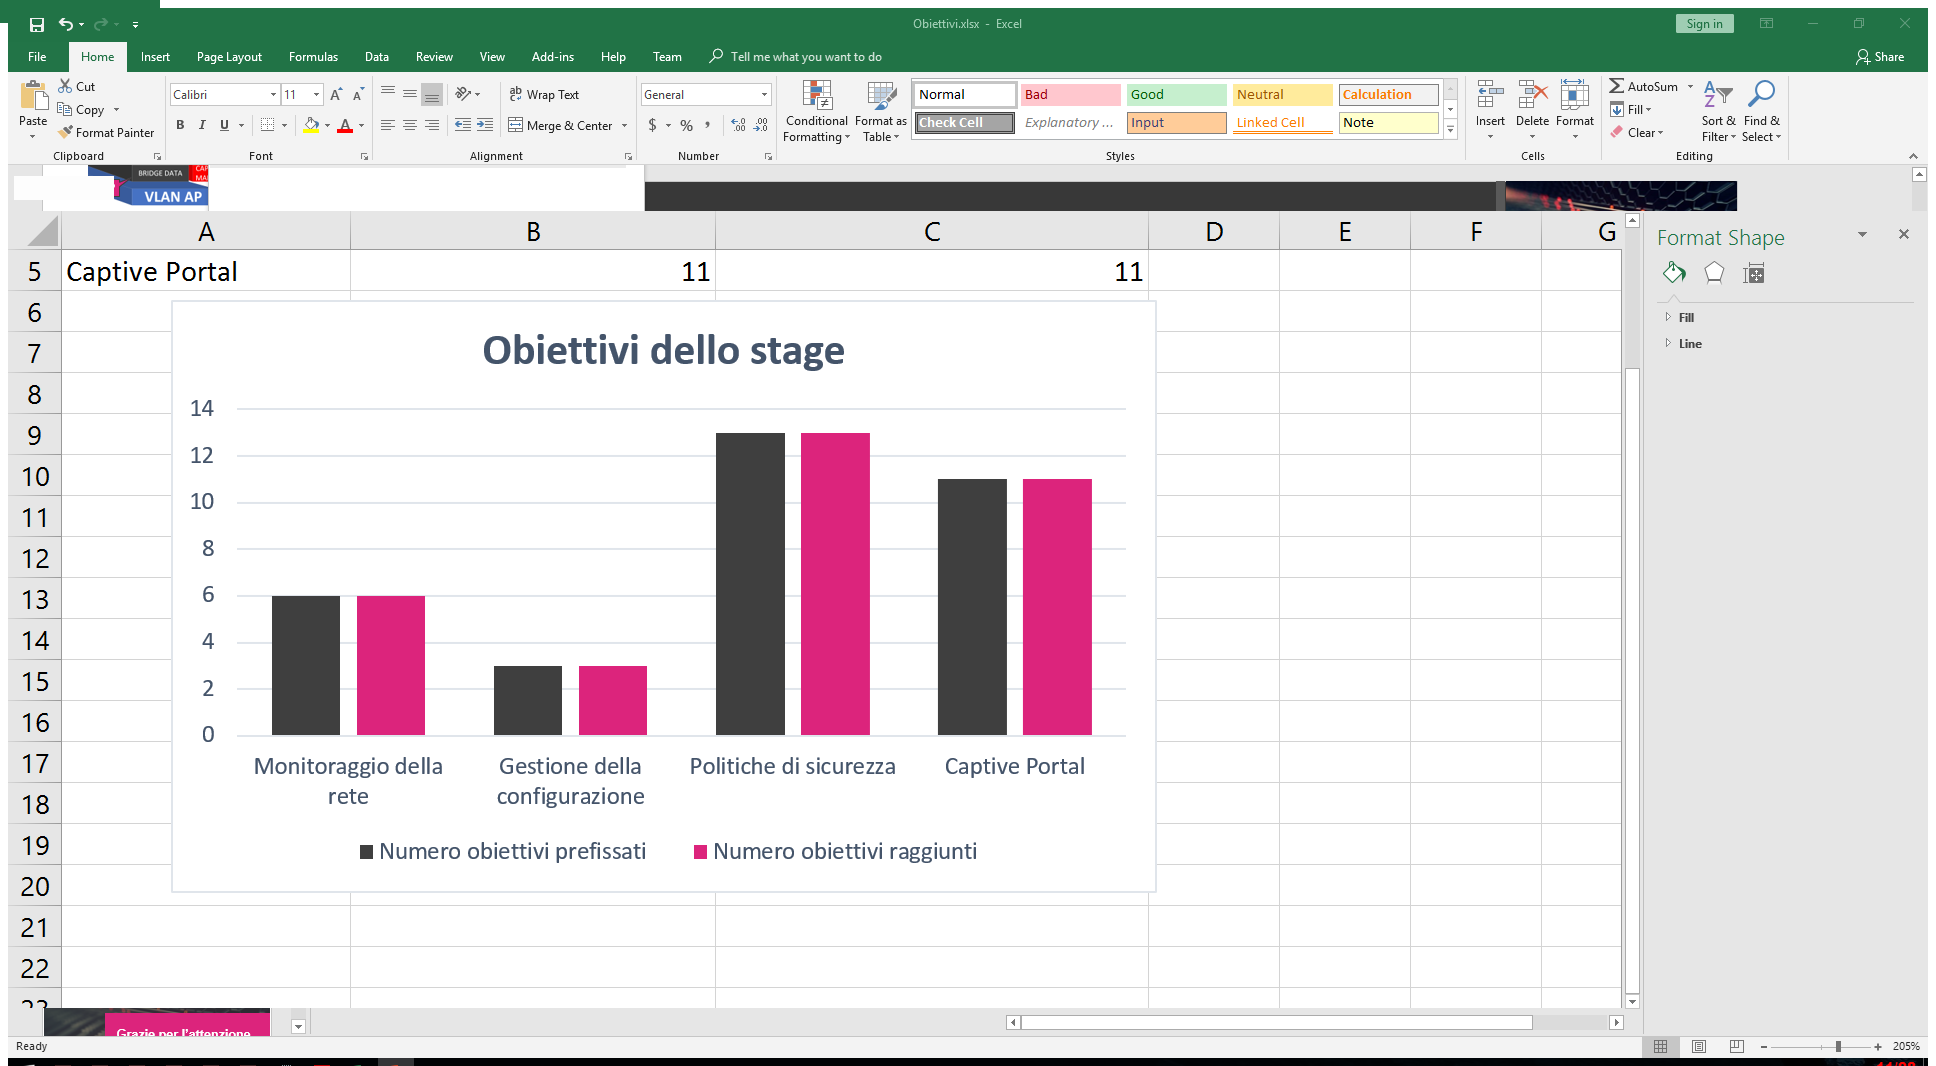 Obiettivi.xlsx - Excel
Sign in
File Home Insert Page Layout Formulas Data Review View Add-ins Help Team Tell me what you want to do
Share
Paste
Cut
Copy
Format Painter
Clipboard
Calibri 11
B I U
Font
Wrap Text
Merge & Center
Alignment
General
$ % ,
Number
Conditional Formatting
Format as Table
Normal Bad Good Neutral Calculation
Check Cell Explanatory ... Input Linked Cell Note
Styles
Insert Delete Format
Cells
AutoSum
Fill
Clear
Sort & Filter
Find & Select
Editing
BRIDGE DATA
VLAN AP
A B C D E F G
5 Captive Portal 11 11
6
7
8
9
10
11
12
13
14
15
16
17
18
19
20
21
22
23
Obiettivi dello stage
14
12
10
8
6
4
2
0
Monitoraggio della rete
Gestione della configurazione
Politiche di sicurezza
Captive Portal
Numero obiettivi prefissati Numero obiettivi raggiunti
Format Shape
Fill
Line
Grazie per l'attenzione
Ready
205%